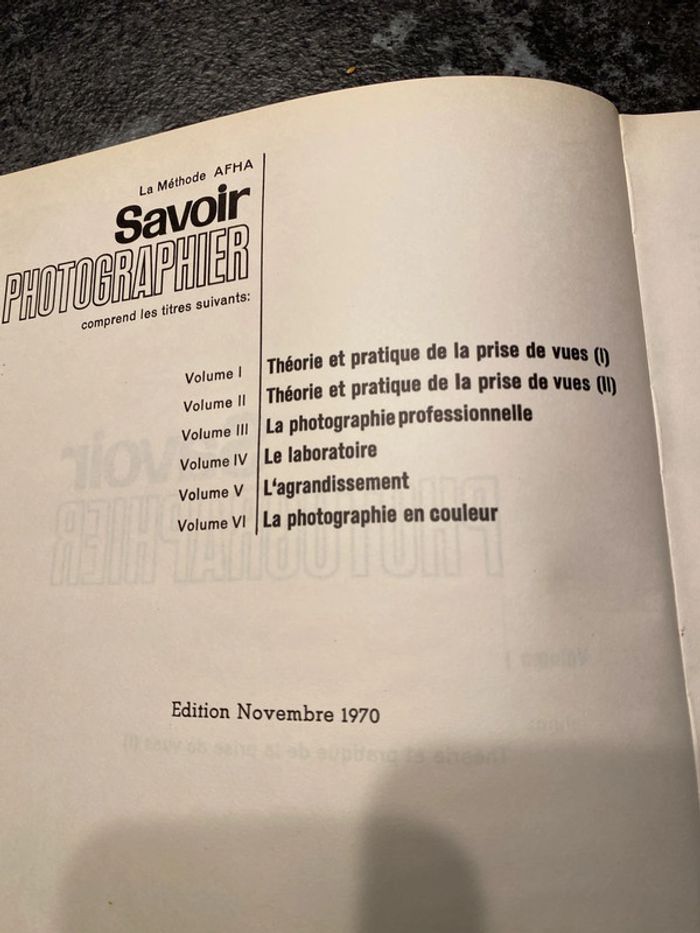 La Méthode AFHA
Savoir
PHOTOGRAPHIER
comprend les titres suivants:
Volume I Théorie et pratique de la prise de vues (I)
Volume II Théorie et pratique de la prise de vues (II)
Volume III La photographie professionnelle
Volume IV Le laboratoire
Volume V L'agrandissement
Volume VI La photographie en couleur
Edition Novembre 1970